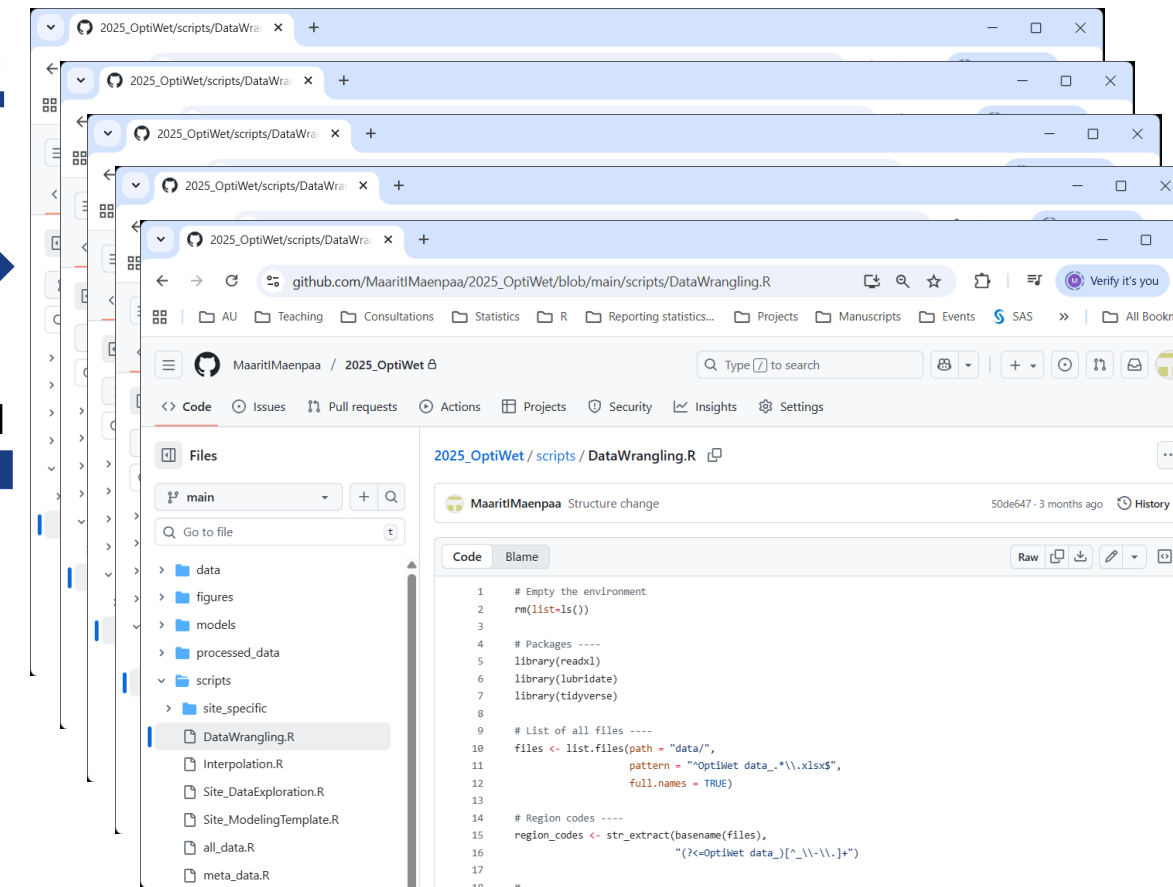 2025_OptiWet/scripts/DataWra
2025_OptiWet/scripts/DataWra
2025_OptiWet/scripts/DataWra
2025_OptiWet/scripts/DataWra
2025_OptiWet/scripts/DataWra
github.com/MaaritIMaenpaa/2025_OptiWet/blob/main/scripts/DataWrangling.R
Verify it's you
AU Teaching Consultations Statistics R Reporting statistics... Projects Manuscripts Events SAS » All Bookm
MaaritIMaenpaa / 2025_OptiWet
Type / to search
Code Issues Pull requests Actions Projects Security Insights Settings
Files
2025_OptiWet / scripts / DataWrangling.R
main
MaaritIMaenpaa Structure change
50de647 · 3 months ago History
Go to file t
Code Blame
Raw
data
figures
models
processed_data
scripts
site_specific
DataWrangling.R
Interpolation.R
Site_DataExploration.R
Site_ModelingTemplate.R
all_data.R
meta_data.R
1 # Empty the environment
2 rm(list=ls())
3
4 # Packages ----
5 library(readxl)
6 library(lubridate)
7 library(tidyverse)
8
9 # List of all files ----
10 files <- list.files(path = "data/",
11 pattern = "^OptiWet data_.*\\.xlsx$",
12 full.names = TRUE)
13
14 # Region codes ----
15 region_codes <- str_extract(basename(files),
16 "(?<=OptiWet data_)[^_\\-\\.]+")
17
18 #